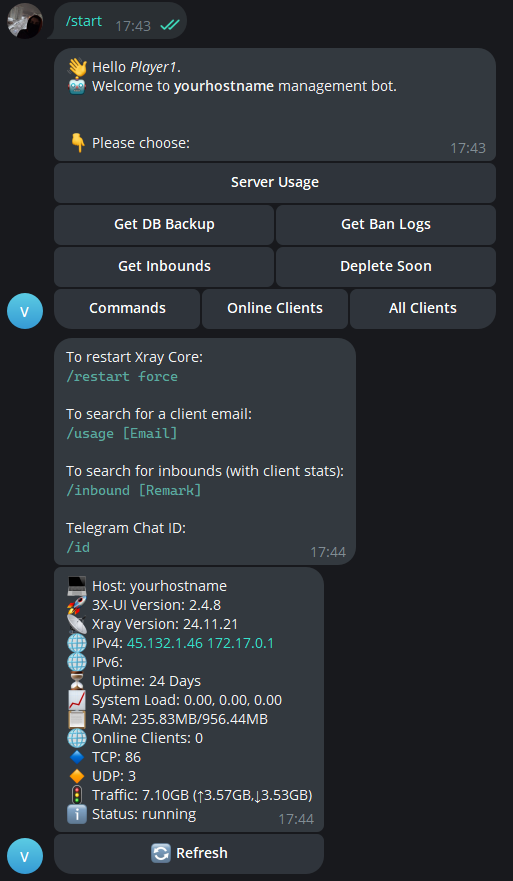 /start 17:43
👋 Hello Player1.
🤖 Welcome to yourhostname management bot.
👇 Please choose:
17:43
Server Usage
Get DB Backup
Get Ban Logs
Get Inbounds
Deplete Soon
Commands
Online Clients
All Clients
V
To restart Xray Core:
/restart force
To search for a client email:
/usage [Email]
To search for inbounds (with client stats):
/inbound [Remark]
Telegram Chat ID:
/id
17:44
💻 Host: yourhostname
🚀 3X-UI Version: 2.4.8
📡 Xray Version: 24.11.21
🌐 IPv4: 45.132.1.46 172.17.0.1
🌐 IPv6:
⏳ Uptime: 24 Days
📈 System Load: 0.00, 0.00, 0.00
📋 RAM: 235.83MB/956.44MB
🌐 Online Clients: 0
🔹 TCP: 86
🔸 UDP: 3
🚦 Traffic: 7.10GB (↑3.57GB,↓3.53GB)
ℹ️ Status: running
17:44
V
🔄 Refresh